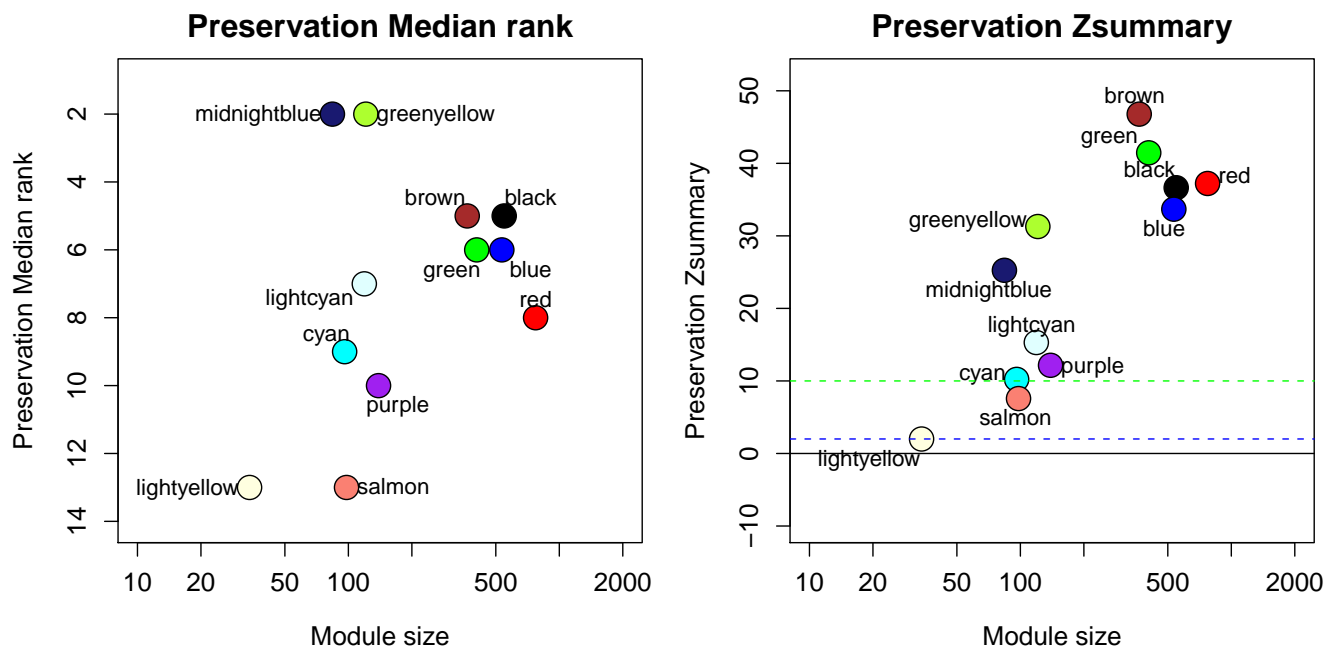 Preservation Median rank
Preservation Median rank
2
4
6
8
10
12
14
midnightblue
greenyellow
brown
black
green
blue
lightcyan
red
cyan
purple
lightyellow
salmon
10
20
50
100
500
2000
Module size
Preservation Zsummary
Preservation Zsummary
50
40
30
20
10
0
−10
brown
green
black
red
greenyellow
blue
midnightblue
lightcyan
cyan
purple
salmon
lightyellow
10
20
50
100
500
2000
Module size